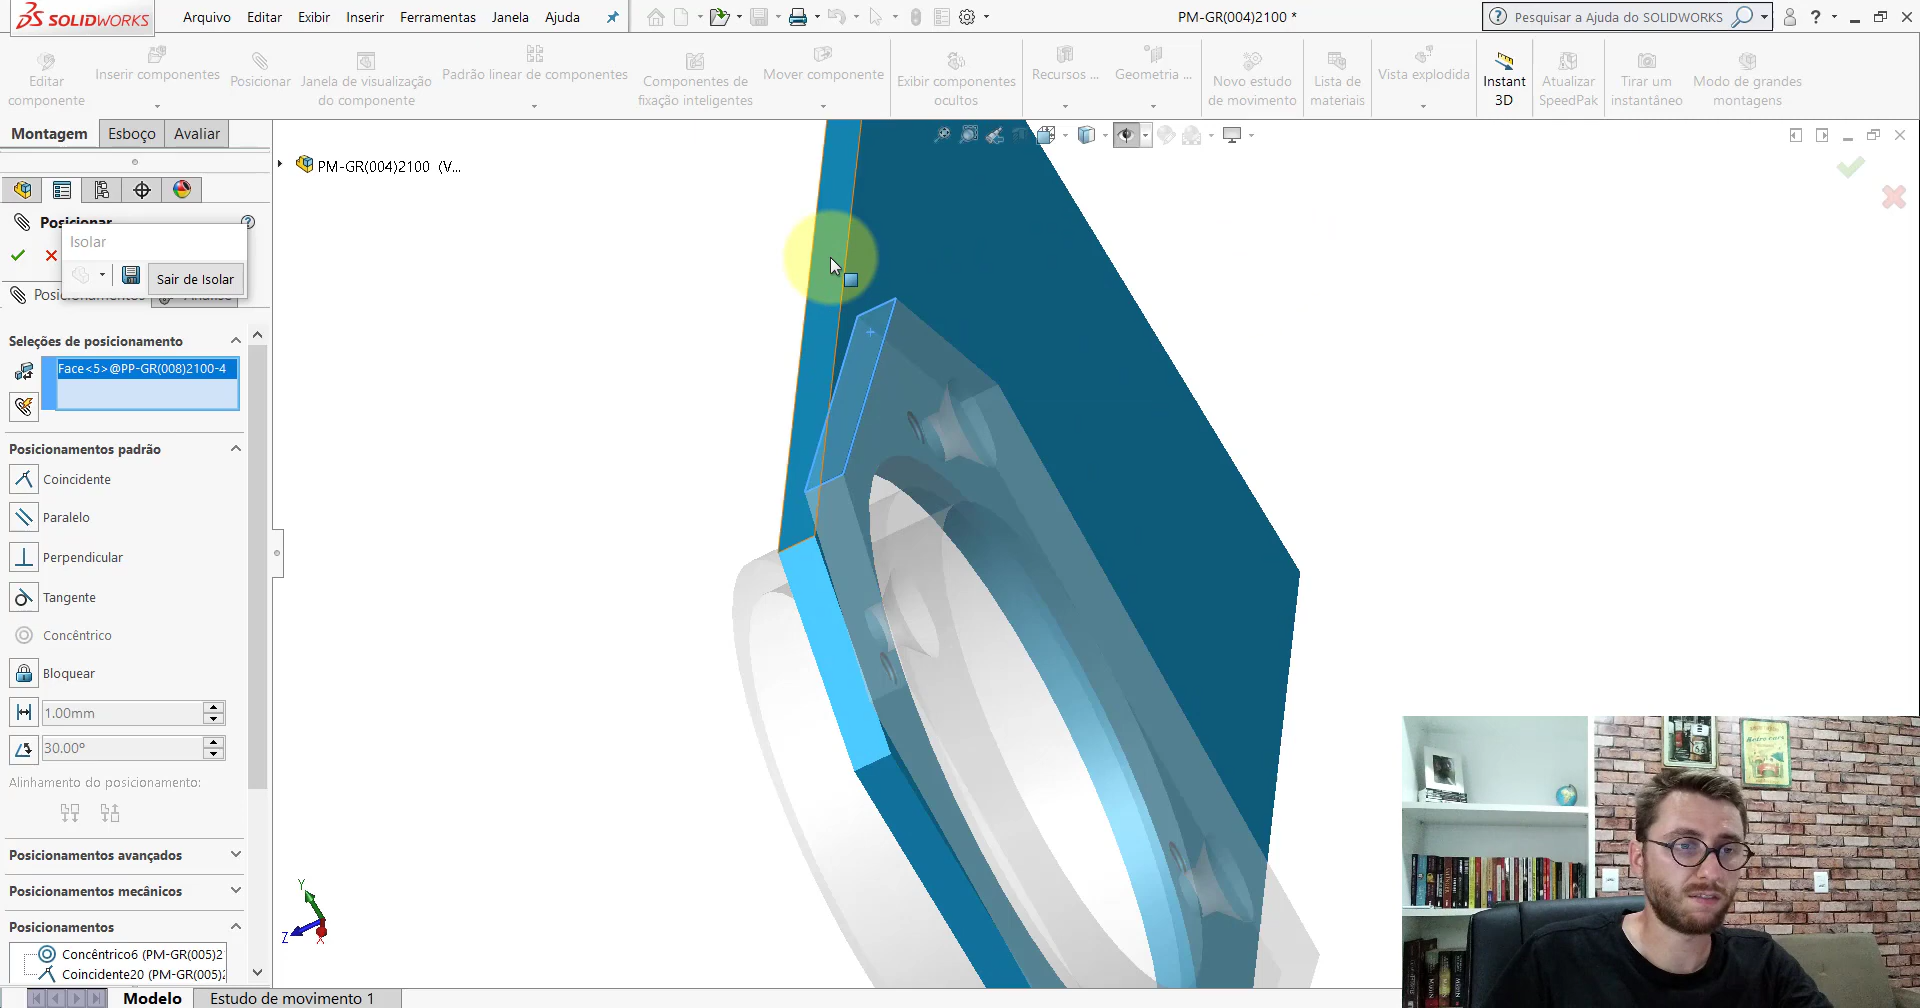 SOLIDWORKS
Arquivo Editar Exibir Inserir Ferramentas Janela Ajuda
PM-GR(004)2100 *
Pesquisar a Ajuda do SOLIDWORKS
Editar componente
Inserir componentes
Posicionar
Janela de visualização do componente
Padrão linear de componentes
Componentes de fixação inteligentes
Mover componente
Exibir componentes ocultos
Recursos ...
Geometria ...
Novo estudo de movimento
Lista de materiais
Vista explodida
Instant 3D
Atualizar SpeedPak
Tirar um instantâneo
Modo de grandes montagens
Montagem Esboço Avaliar
PM-GR(004)2100 (V...
Posicionar
Isolar
Sair de Isolar
Seleções de posicionamento
Face<5>@PP-GR(008)2100-4
Posicionamentos padrão
Coincidente
Paralelo
Perpendicular
Tangente
Concêntrico
Bloquear
1.00mm
30.00°
Alinhamento do posicionamento:
Posicionamentos avançados
Posicionamentos mecânicos
Posicionamentos
Concêntrico6 (PM-GR(005)2
Coincidente20 (PM-GR(005)2
Y
Z
X
Modelo Estudo de movimento 1